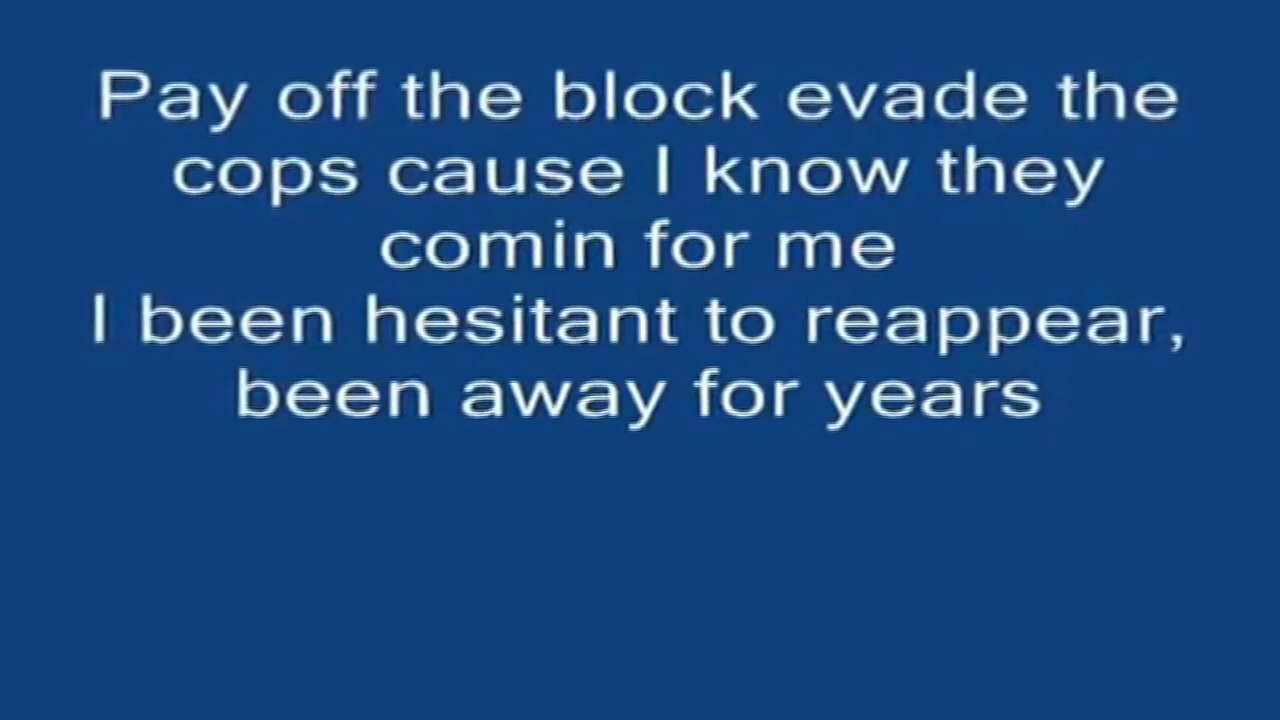 Pay off the block evade the
cops cause I know they
comin for me
I been hesitant to reappear,
been away for years